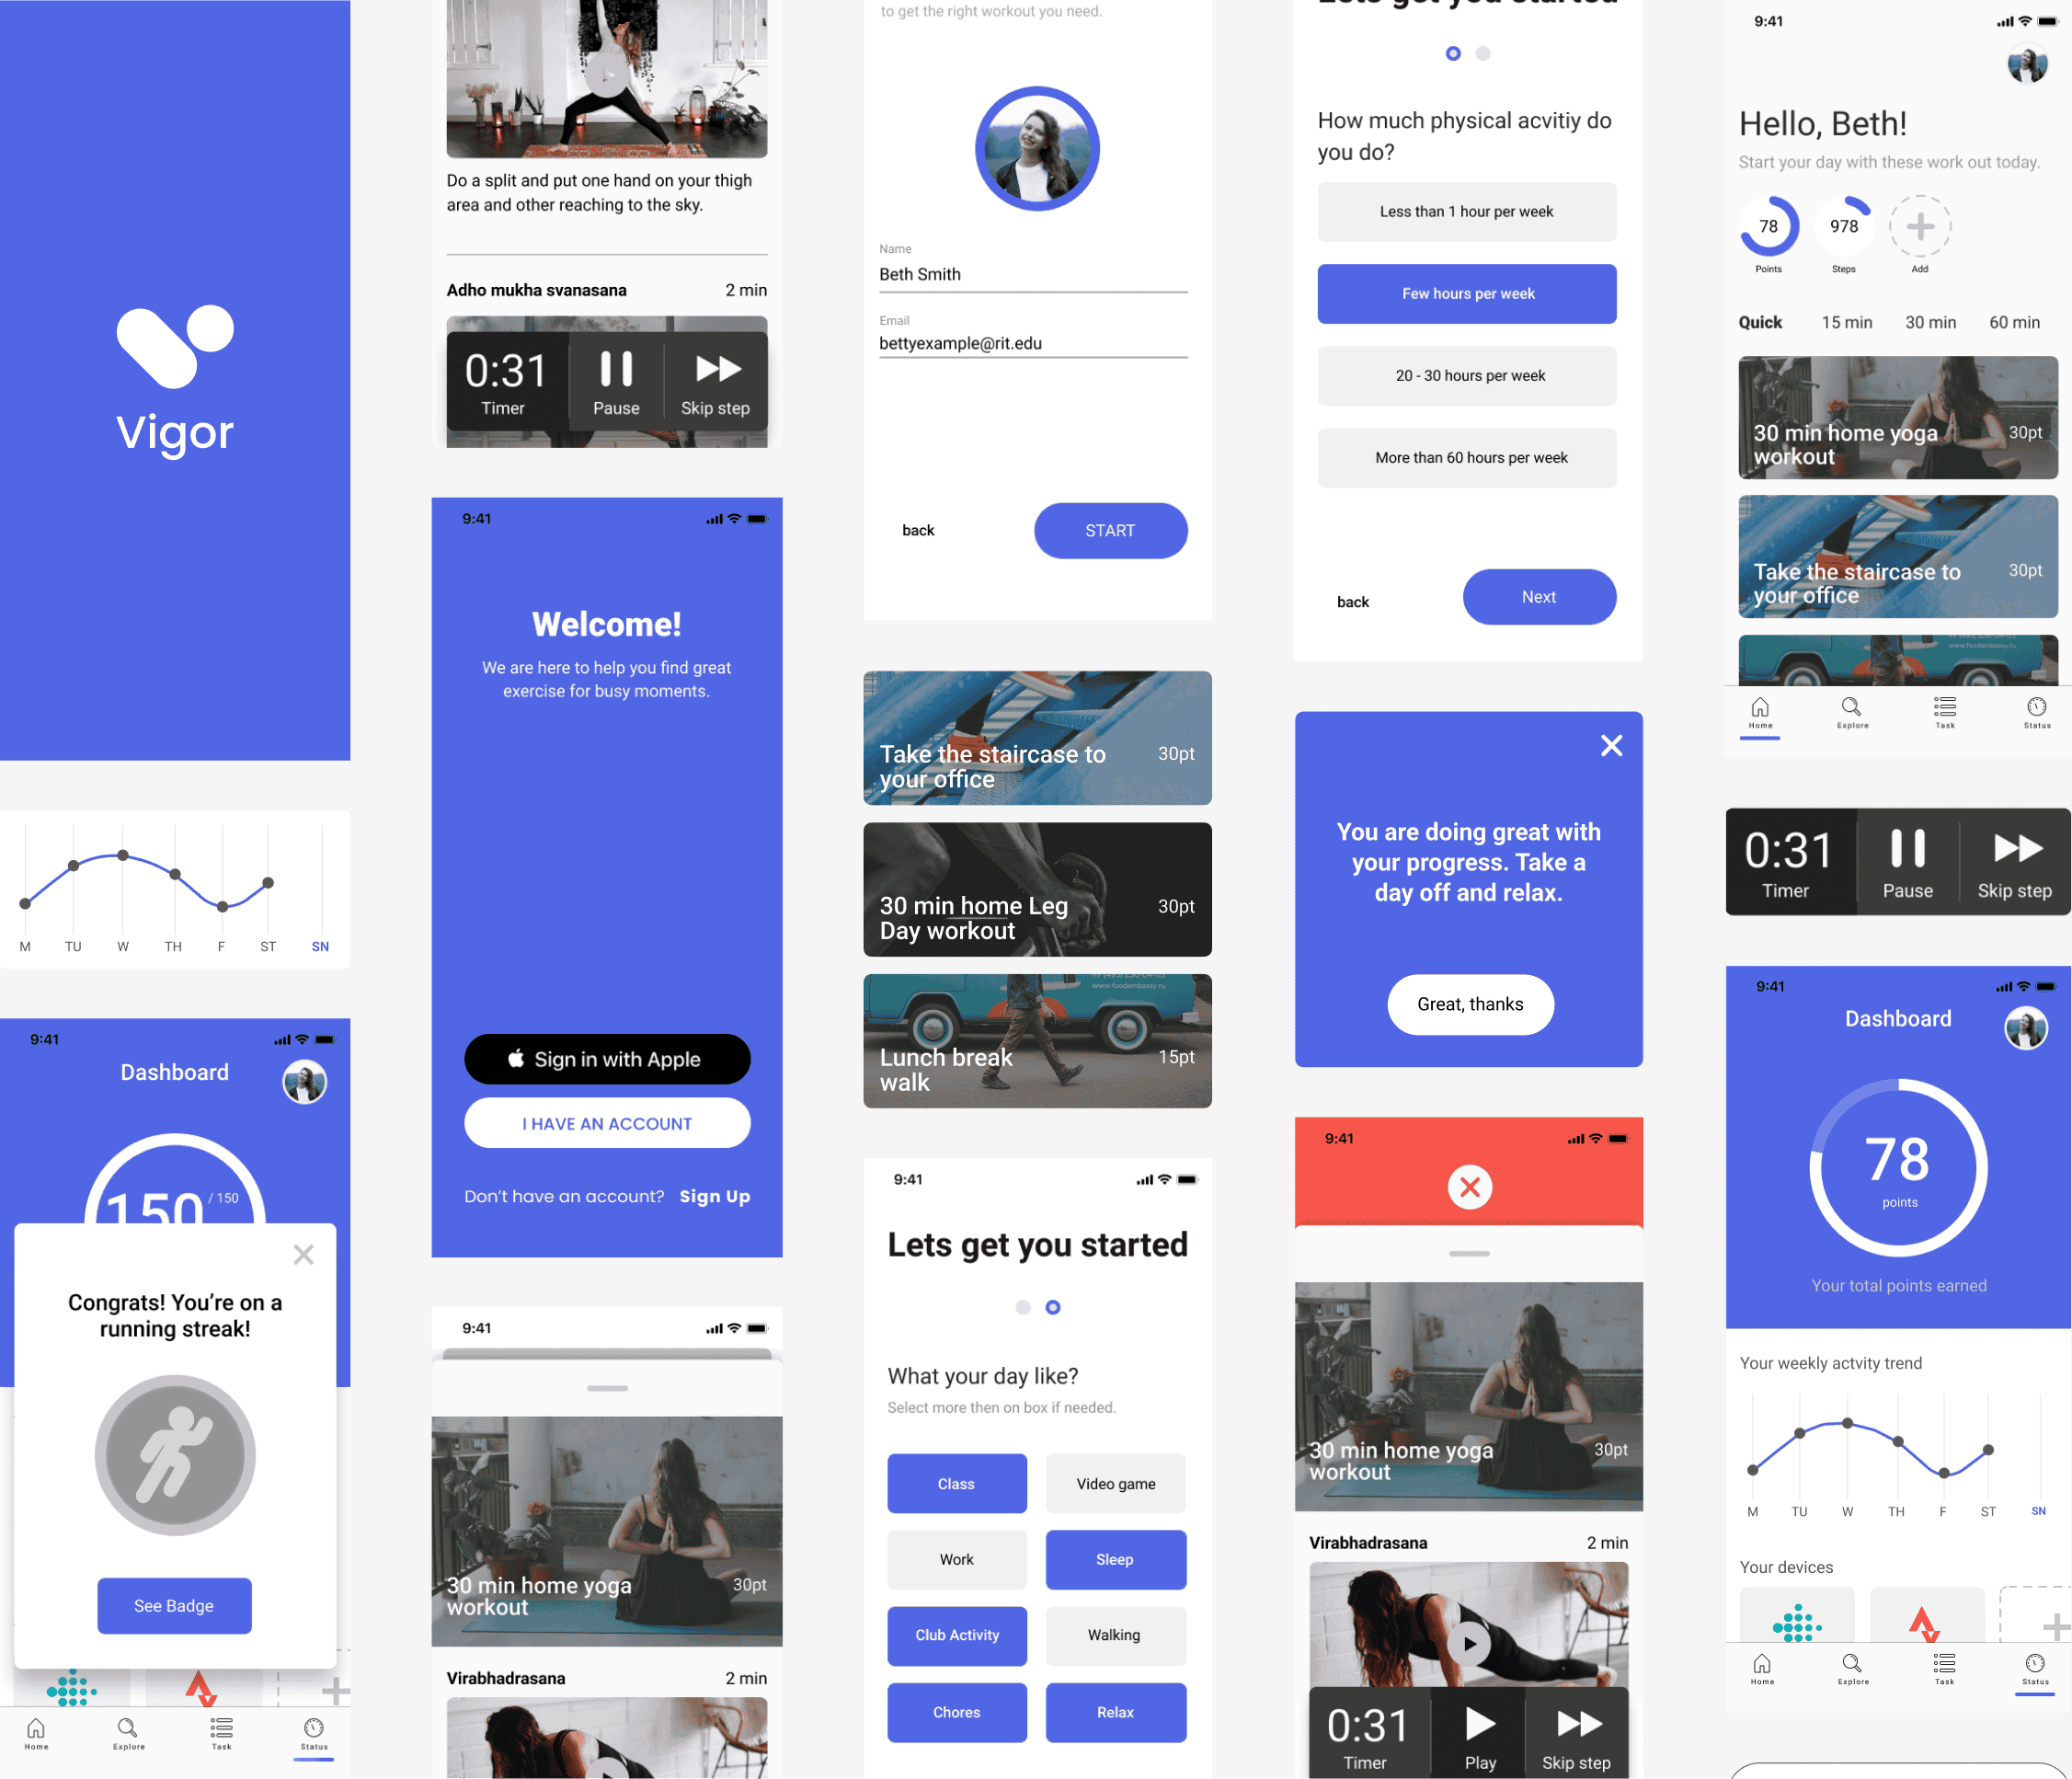 Vigor
M TU W TH F ST SN
9:41
Dashboard
150 / 150
Congrats! You're on a
running streak!
See Badge
Home Explore Task Status
Do a split and put one hand on your thigh
area and other reaching to the sky.
Adho mukha svanasana 2 min
0:31
Timer Pause Skip step
9:41
Welcome!
We are here to help you find great
exercise for busy moments.
Sign in with Apple
I HAVE AN ACCOUNT
Don't have an account? Sign Up
9:41
30 min home yoga 30pt
workout
Virabhadrasana 2 min
to get the right workout you need.
Name
Beth Smith
Email
bettyexample@rit.edu
back START
Take the staircase to 30pt
your office
30 min home Leg 30pt
Day workout
www.foodembassy.ru
Lunch break 15pt
walk
9:41
Lets get you started
What your day like?
Select more then on box if needed.
Class Video game
Work Sleep
Club Activity Walking
Chores Relax
Lets get you started
How much physical acvitiy do
you do?
Less than 1 hour per week
Few hours per week
20 - 30 hours per week
More than 60 hours per week
back Next
You are doing great with
your progress. Take a
day off and relax.
Great, thanks
9:41
30 min home yoga 30pt
workout
Virabhadrasana 2 min
0:31
Timer Play Skip step
9:41
Hello, Beth!
Start your day with these work out today.
78 978
Points Steps Add
Quick 15 min 30 min 60 min
30 min home yoga 30pt
workout
Take the staircase to 30pt
your office
www.foodembassy.ru
Home Explore Task Status
0:31
Timer Pause Skip step
9:41
Dashboard
78
points
Your total points earned
Your weekly actvity trend
M TU W TH F ST SN
Your devices
Home Explore Task Status